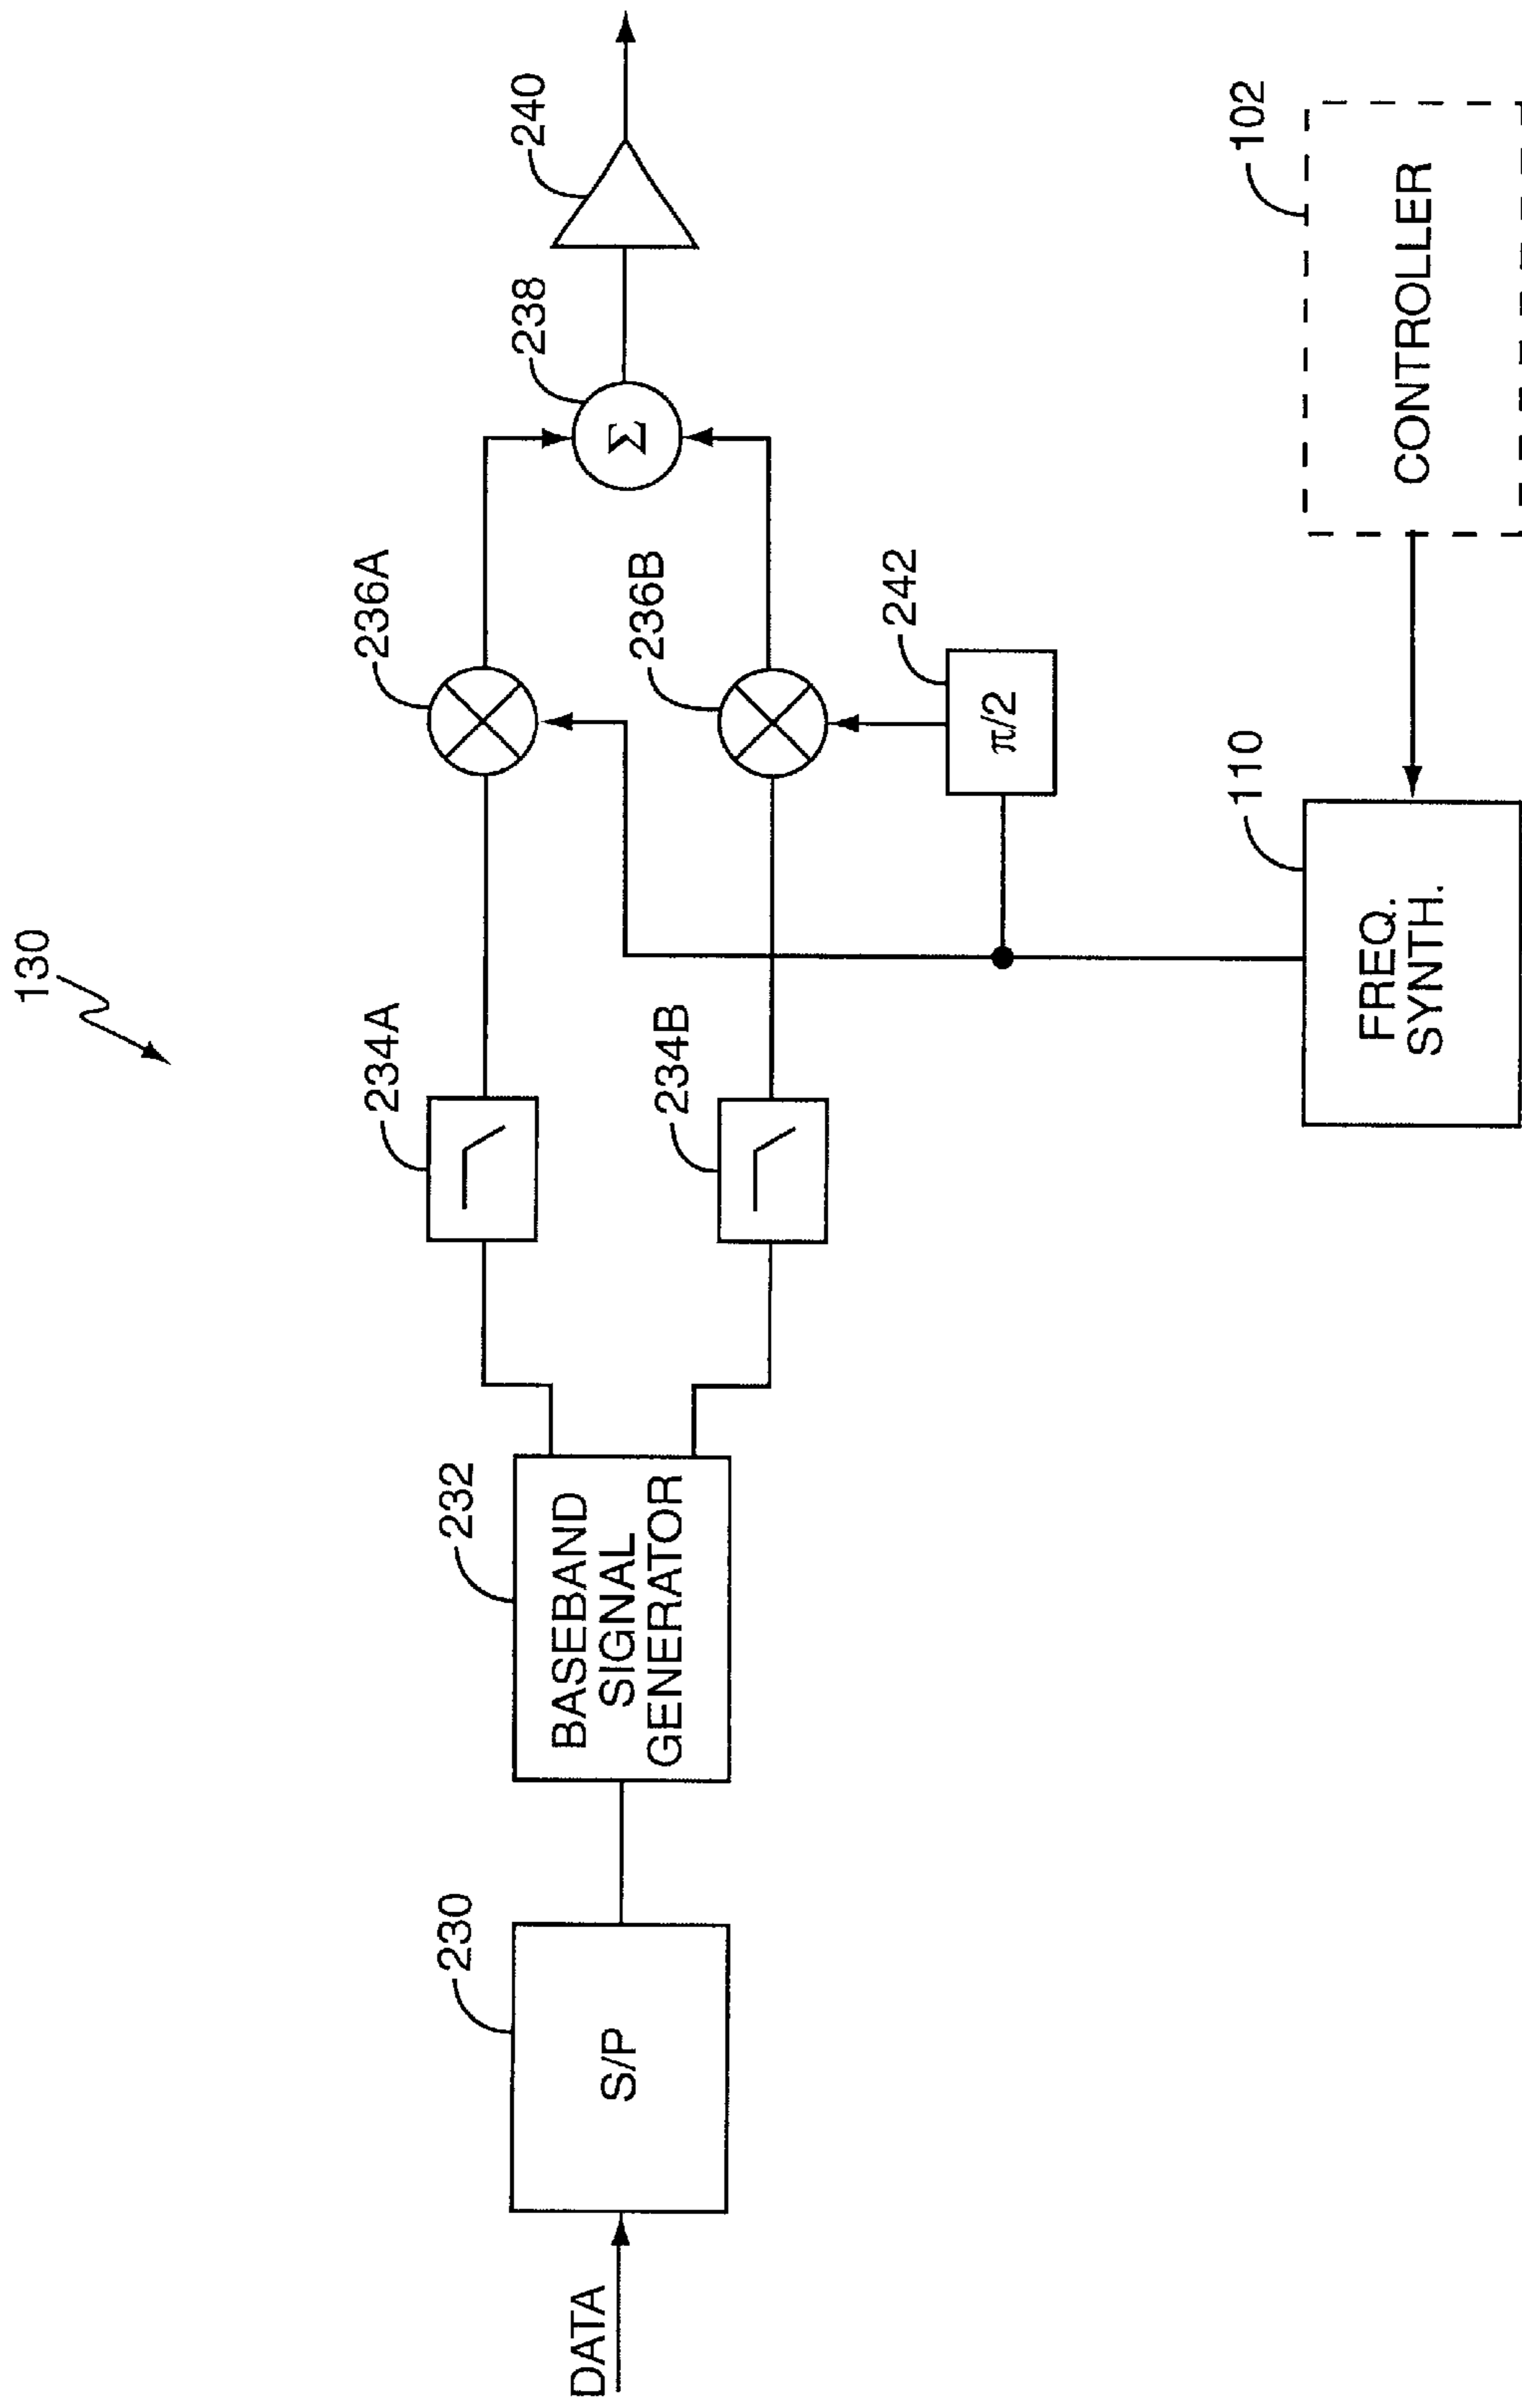 130
DATA
S/P
230
BASEBAND
SIGNAL
GENERATOR
232
234A
234B
236A
236B
Σ
238
240
π/2
242
FREQ.
SYNTH.
110
CONTROLLER
102